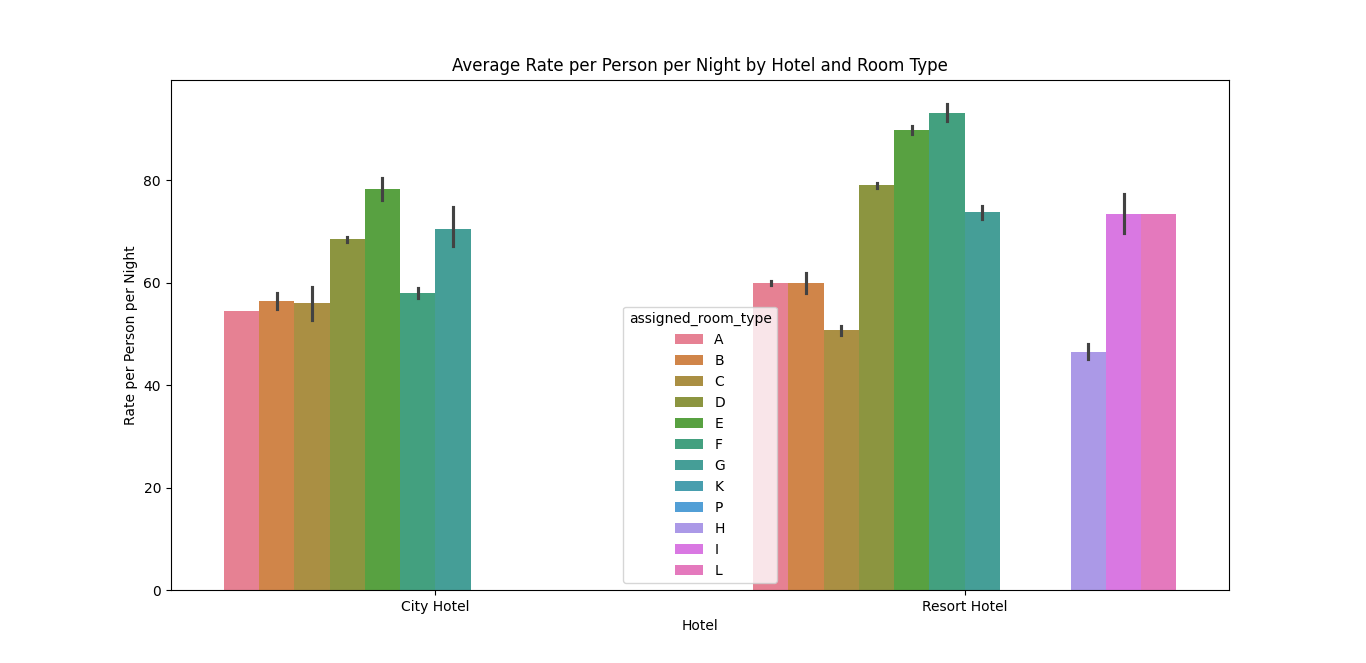 Average Rate per Person per Night by Hotel and Room Type
Rate per Person per Night
80
60
40
20
0
assigned_room_type
A
B
C
D
E
F
G
K
P
H
I
L
City Hotel
Resort Hotel
Hotel